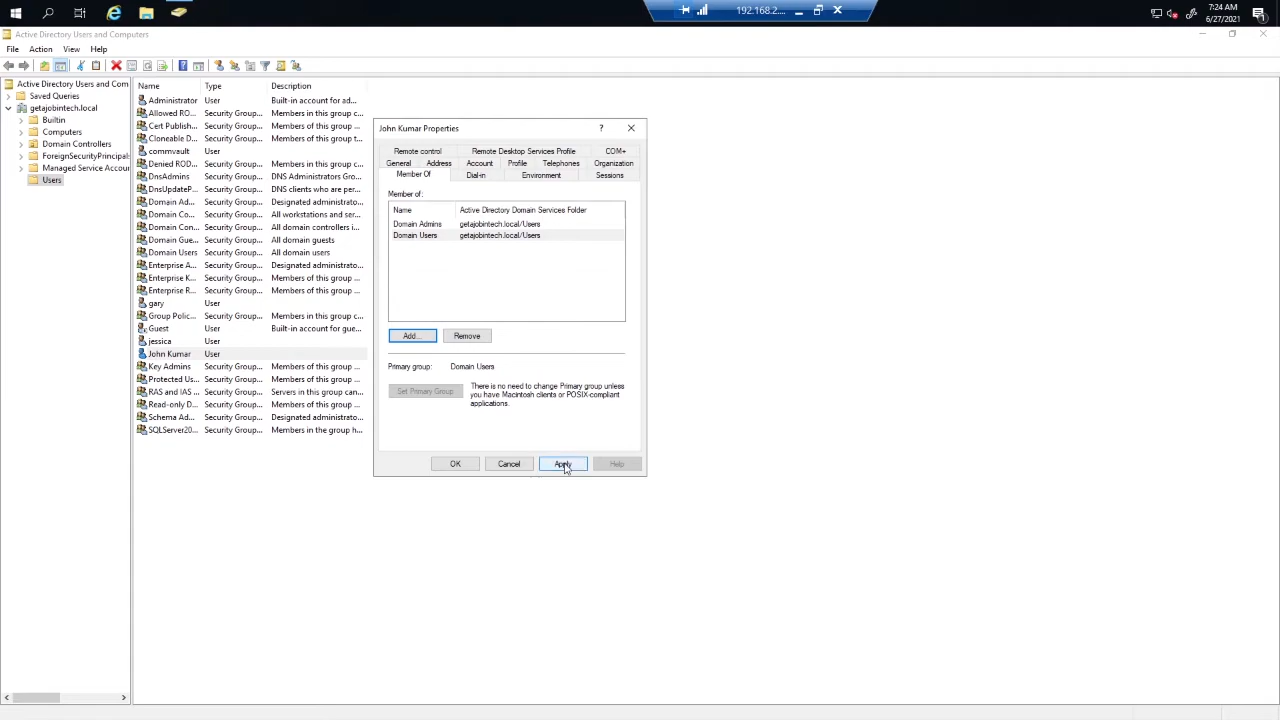 192.168.2....
7:24 AM
6/27/2021
Active Directory Users and Computers
File Action View Help
Active Directory Users and Com
Saved Queries
getajobintech.local
Builtin
Computers
Domain Controllers
ForeignSecurityPrincipals
Managed Service Accour
Users
Name Type Description
Administrator User Built-in account for ad...
Allowed RO... Security Group... Members in this group c...
Cert Publish... Security Group... Members of this group ...
Cloneable D... Security Group... Members of this group t...
commvault User
Denied ROD... Security Group... Members in this group c...
DnsAdmins Security Group... DNS Administrators Gro...
DnsUpdateP... Security Group... DNS clients who are per...
Domain Ad... Security Group... Designated administrato...
Domain Co... Security Group... All workstations and ser...
Domain Con... Security Group... All domain controllers i...
Domain Gue... Security Group... All domain guests
Domain Users Security Group... All domain users
Enterprise A... Security Group... Designated administrato...
Enterprise K... Security Group... Members of this group ...
Enterprise R... Security Group... Members of this group ...
gary User
Group Polic... Security Group... Members in this group c...
Guest User Built-in account for gue...
jessica User
John Kumar User
Key Admins Security Group... Members of this group ...
Protected Us... Security Group... Members of this group ...
RAS and IAS ... Security Group... Servers in this group can...
Read-only D... Security Group... Members of this group ...
Schema Ad... Security Group... Designated administrato...
SQLServer20... Security Group... Members in the group h...
John Kumar Properties ?
Remote control Remote Desktop Services Profile COM+
General Address Account Profile Telephones Organization
Member Of Dial-in Environment Sessions
Member of:
Name Active Directory Domain Services Folder
Domain Admins getajobintech.local/Users
Domain Users getajobintech.local/Users
Add... Remove
Primary group: Domain Users
Set Primary Group
There is no need to change Primary group unless
you have Macintosh clients or POSIX-compliant
applications.
OK Cancel Apply Help